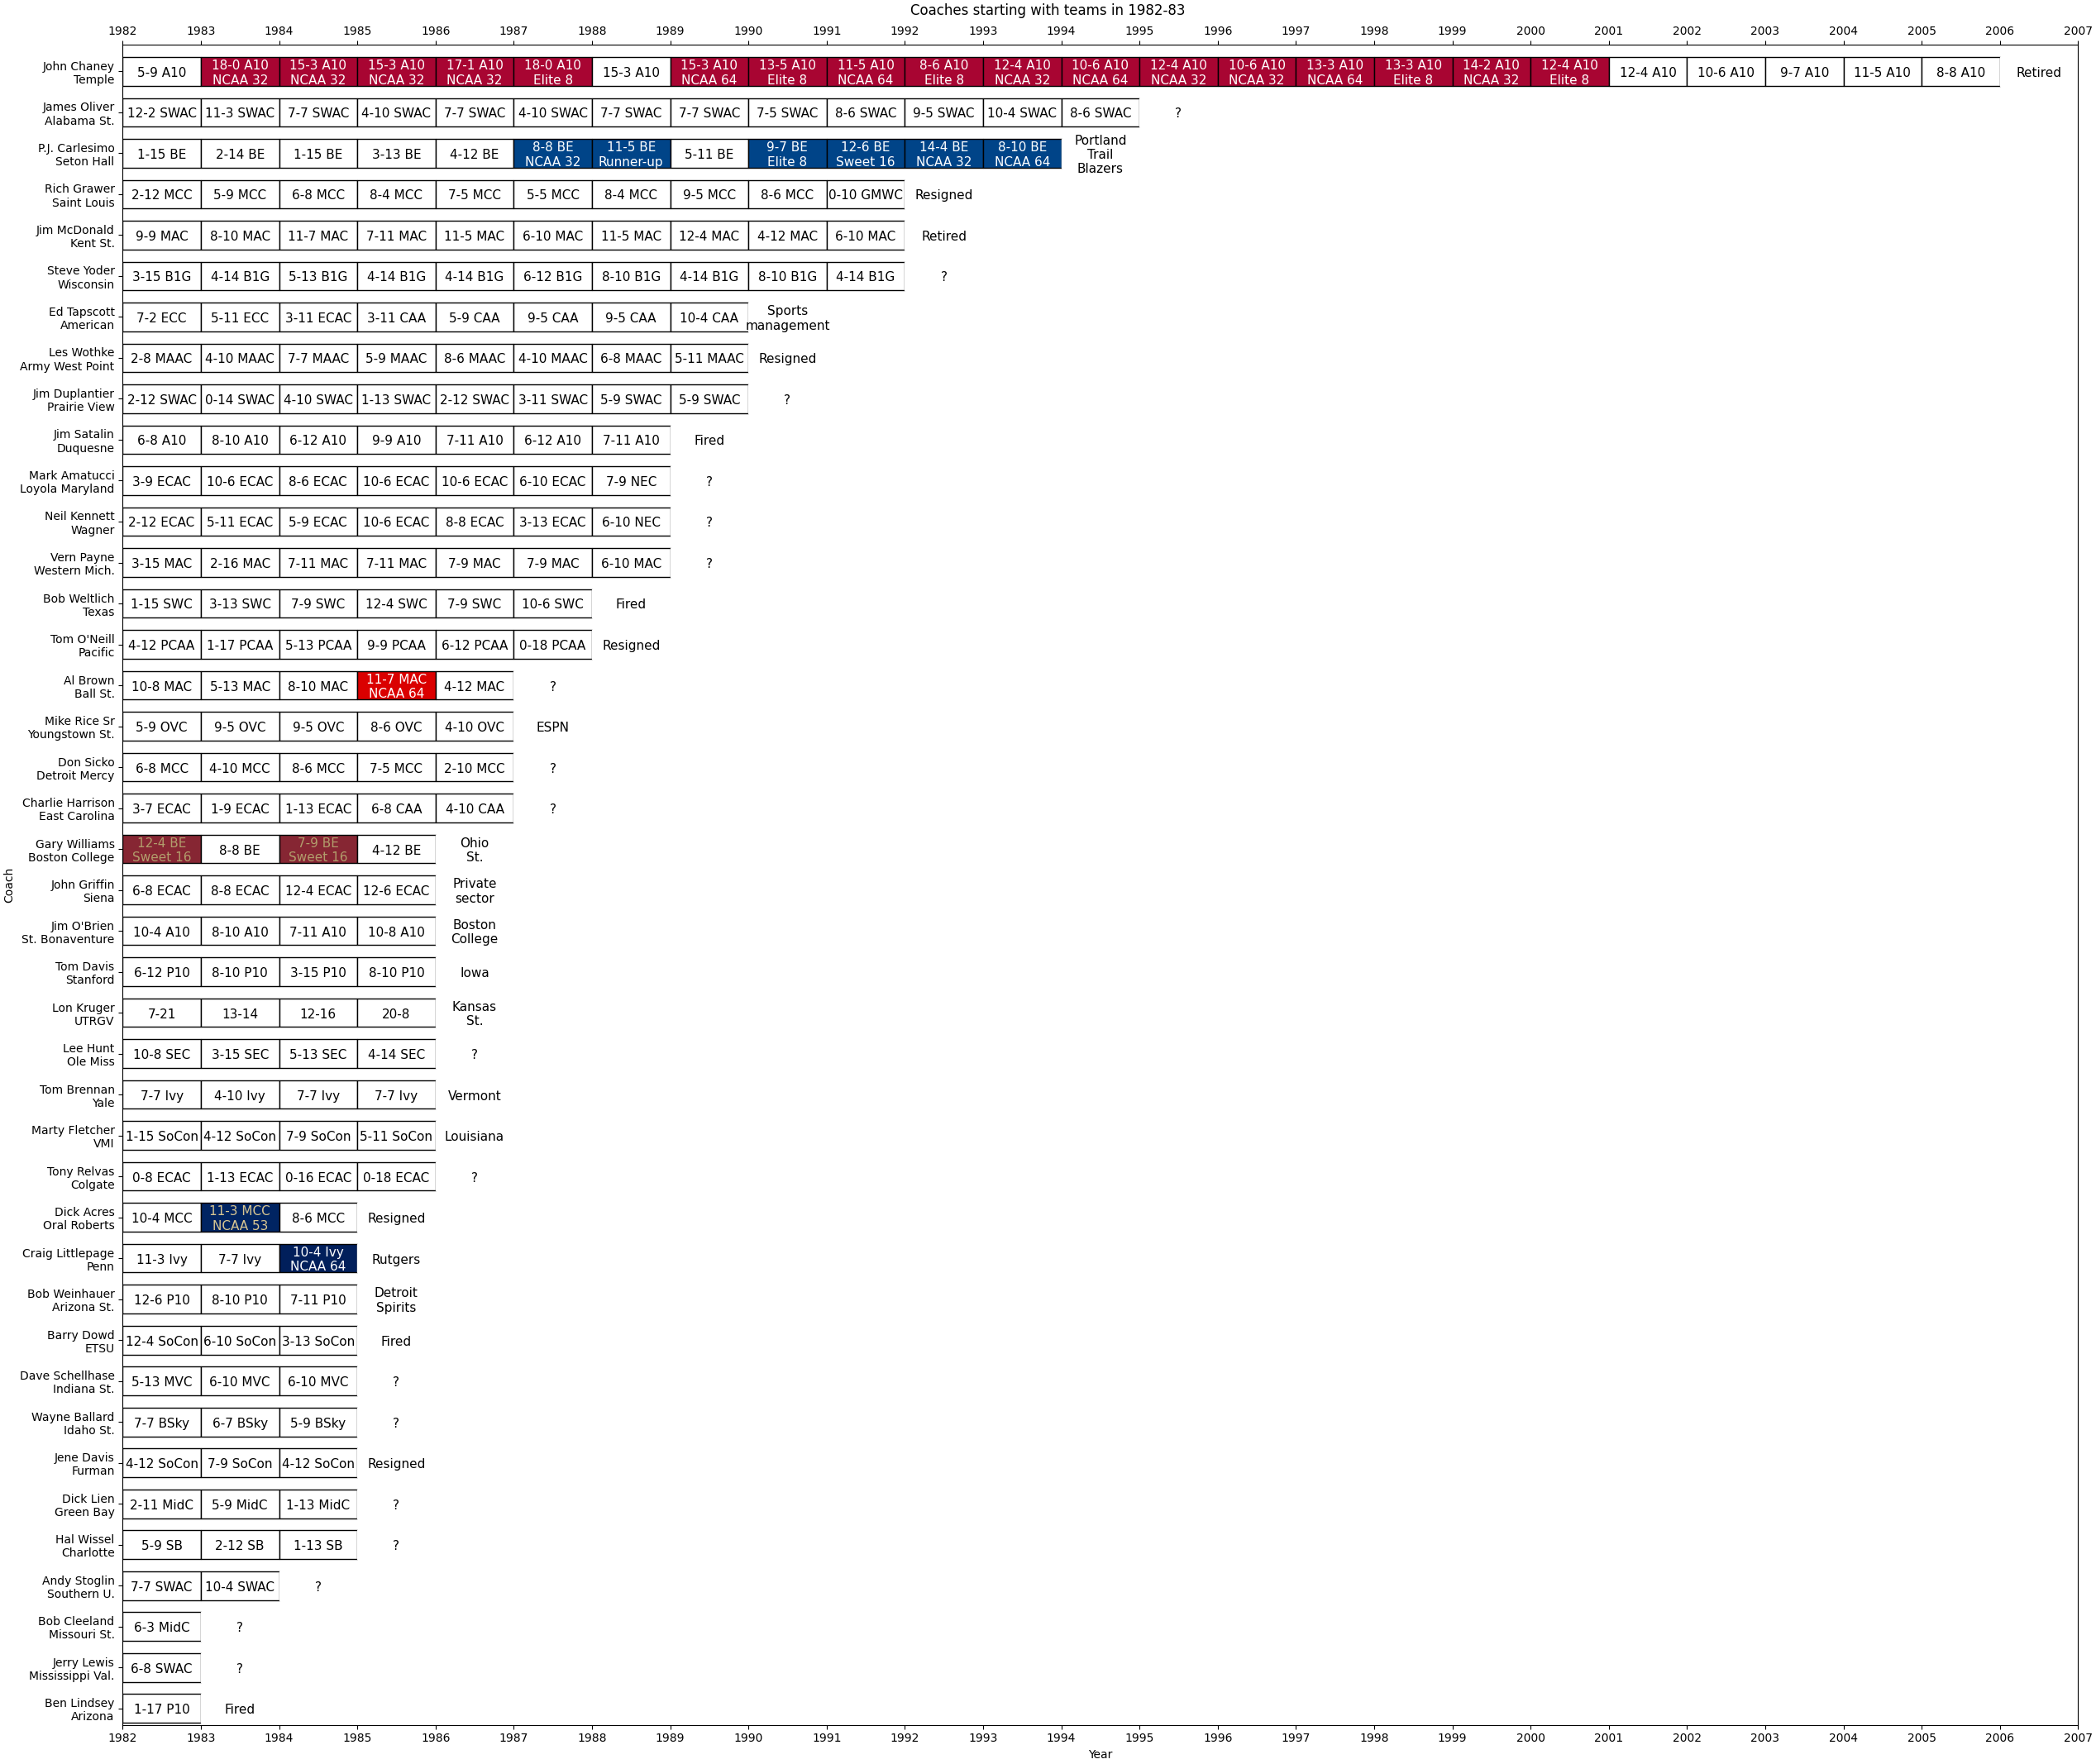 Coaches starting with teams in 1982-83
1982 1983 1984 1985 1986 1987 1988 1989 1990 1991 1992 1993 1994 1995 1996 1997 1998 1999 2000 2001 2002 2003 2004 2005 2006 2007
John Chaney
Temple
5-9 A10
18-0 A10
NCAA 32
15-3 A10
NCAA 32
15-3 A10
NCAA 32
17-1 A10
NCAA 32
18-0 A10
Elite 8
15-3 A10
15-3 A10
NCAA 64
13-5 A10
Elite 8
11-5 A10
NCAA 64
8-6 A10
Elite 8
12-4 A10
NCAA 32
10-6 A10
NCAA 64
12-4 A10
NCAA 32
10-6 A10
NCAA 32
13-3 A10
NCAA 64
13-3 A10
Elite 8
14-2 A10
NCAA 32
12-4 A10
Elite 8
12-4 A10
10-6 A10
9-7 A10
11-5 A10
8-8 A10
Retired
James Oliver
Alabama St.
12-2 SWAC 11-3 SWAC 7-7 SWAC 4-10 SWAC 7-7 SWAC 4-10 SWAC 7-7 SWAC 7-7 SWAC 7-5 SWAC 8-6 SWAC 9-5 SWAC 10-4 SWAC 8-6 SWAC ?
P.J. Carlesimo
Seton Hall
1-15 BE
2-14 BE
1-15 BE
3-13 BE
4-12 BE
8-8 BE
NCAA 32
11-5 BE
Runner-up
5-11 BE
9-7 BE
Elite 8
12-6 BE
Sweet 16
14-4 BE
NCAA 32
8-10 BE
NCAA 64
Portland
Trail
Blazers
Rich Grawer
Saint Louis
2-12 MCC 5-9 MCC 6-8 MCC 8-4 MCC 7-5 MCC 5-5 MCC 8-4 MCC 9-5 MCC 8-6 MCC 0-10 GMWC Resigned
Jim McDonald
Kent St.
9-9 MAC 8-10 MAC 11-7 MAC 7-11 MAC 11-5 MAC 6-10 MAC 11-5 MAC 12-4 MAC 4-12 MAC 6-10 MAC Retired
Steve Yoder
Wisconsin
3-15 B1G 4-14 B1G 5-13 B1G 4-14 B1G 4-14 B1G 6-12 B1G 8-10 B1G 4-14 B1G 8-10 B1G 4-14 B1G ?
Ed Tapscott
American
7-2 ECC 5-11 ECC 3-11 ECAC 3-11 CAA 5-9 CAA 9-5 CAA 9-5 CAA 10-4 CAA
Sports
management
Les Wothke
Army West Point
2-8 MAAC 4-10 MAAC 7-7 MAAC 5-9 MAAC 8-6 MAAC 4-10 MAAC 6-8 MAAC 5-11 MAAC Resigned
Jim Duplantier
Prairie View
2-12 SWAC 0-14 SWAC 4-10 SWAC 1-13 SWAC 2-12 SWAC 3-11 SWAC 5-9 SWAC 5-9 SWAC ?
Jim Satalin
Duquesne
6-8 A10 8-10 A10 6-12 A10 9-9 A10 7-11 A10 6-12 A10 7-11 A10 Fired
Mark Amatucci
Loyola Maryland
3-9 ECAC 10-6 ECAC 8-6 ECAC 10-6 ECAC 10-6 ECAC 6-10 ECAC 7-9 NEC ?
Neil Kennett
Wagner
2-12 ECAC 5-11 ECAC 5-9 ECAC 10-6 ECAC 8-8 ECAC 3-13 ECAC 6-10 NEC ?
Vern Payne
Western Mich.
3-15 MAC 2-16 MAC 7-11 MAC 7-11 MAC 7-9 MAC 7-9 MAC 6-10 MAC ?
Bob Weltlich
Texas
1-15 SWC 3-13 SWC 7-9 SWC 12-4 SWC 7-9 SWC 10-6 SWC Fired
Tom O'Neill
Pacific
4-12 PCAA 1-17 PCAA 5-13 PCAA 9-9 PCAA 6-12 PCAA 0-18 PCAA Resigned
Al Brown
Ball St.
10-8 MAC 5-13 MAC 8-10 MAC
11-7 MAC
NCAA 64
4-12 MAC ?
Mike Rice Sr
Youngstown St.
5-9 OVC 9-5 OVC 9-5 OVC 8-6 OVC 4-10 OVC ESPN
Don Sicko
Detroit Mercy
6-8 MCC 4-10 MCC 8-6 MCC 7-5 MCC 2-10 MCC ?
Charlie Harrison
East Carolina
3-7 ECAC 1-9 ECAC 1-13 ECAC 6-8 CAA 4-10 CAA ?
Gary Williams
Boston College
12-4 BE
Sweet 16
8-8 BE
7-9 BE
Sweet 16
4-12 BE
Ohio
St.
John Griffin
Siena
6-8 ECAC 8-8 ECAC 12-4 ECAC 12-6 ECAC
Private
sector
Jim O'Brien
St. Bonaventure
10-4 A10 8-10 A10 7-11 A10 10-8 A10
Boston
College
Tom Davis
Stanford
6-12 P10 8-10 P10 3-15 P10 8-10 P10 Iowa
Lon Kruger
UTRGV
7-21 13-14 12-16 20-8
Kansas
St.
Lee Hunt
Ole Miss
10-8 SEC 3-15 SEC 5-13 SEC 4-14 SEC ?
Tom Brennan
Yale
7-7 Ivy 4-10 Ivy 7-7 Ivy 7-7 Ivy Vermont
Marty Fletcher
VMI
1-15 SoCon 4-12 SoCon 7-9 SoCon 5-11 SoCon Louisiana
Tony Relvas
Colgate
0-8 ECAC 1-13 ECAC 0-16 ECAC 0-18 ECAC ?
Dick Acres
Oral Roberts
10-4 MCC
11-3 MCC
NCAA 53
8-6 MCC Resigned
Craig Littlepage
Penn
11-3 Ivy 7-7 Ivy
10-4 Ivy
NCAA 64
Rutgers
Bob Weinhauer
Arizona St.
12-6 P10 8-10 P10 7-11 P10
Detroit
Spirits
Barry Dowd
ETSU
12-4 SoCon 6-10 SoCon 3-13 SoCon Fired
Dave Schellhase
Indiana St.
5-13 MVC 6-10 MVC 6-10 MVC ?
Wayne Ballard
Idaho St.
7-7 BSky 6-7 BSky 5-9 BSky ?
Jene Davis
Furman
4-12 SoCon 7-9 SoCon 4-12 SoCon Resigned
Dick Lien
Green Bay
2-11 MidC 5-9 MidC 1-13 MidC ?
Hal Wissel
Charlotte
5-9 SB 2-12 SB 1-13 SB ?
Andy Stoglin
Southern U.
7-7 SWAC 10-4 SWAC ?
Bob Cleeland
Missouri St.
6-3 MidC ?
Jerry Lewis
Mississippi Val.
6-8 SWAC ?
Ben Lindsey
Arizona
1-17 P10 Fired
Coach
1982 1983 1984 1985 1986 1987 1988 1989 1990 1991 1992 1993 1994 1995 1996 1997 1998 1999 2000 2001 2002 2003 2004 2005 2006 2007
Year